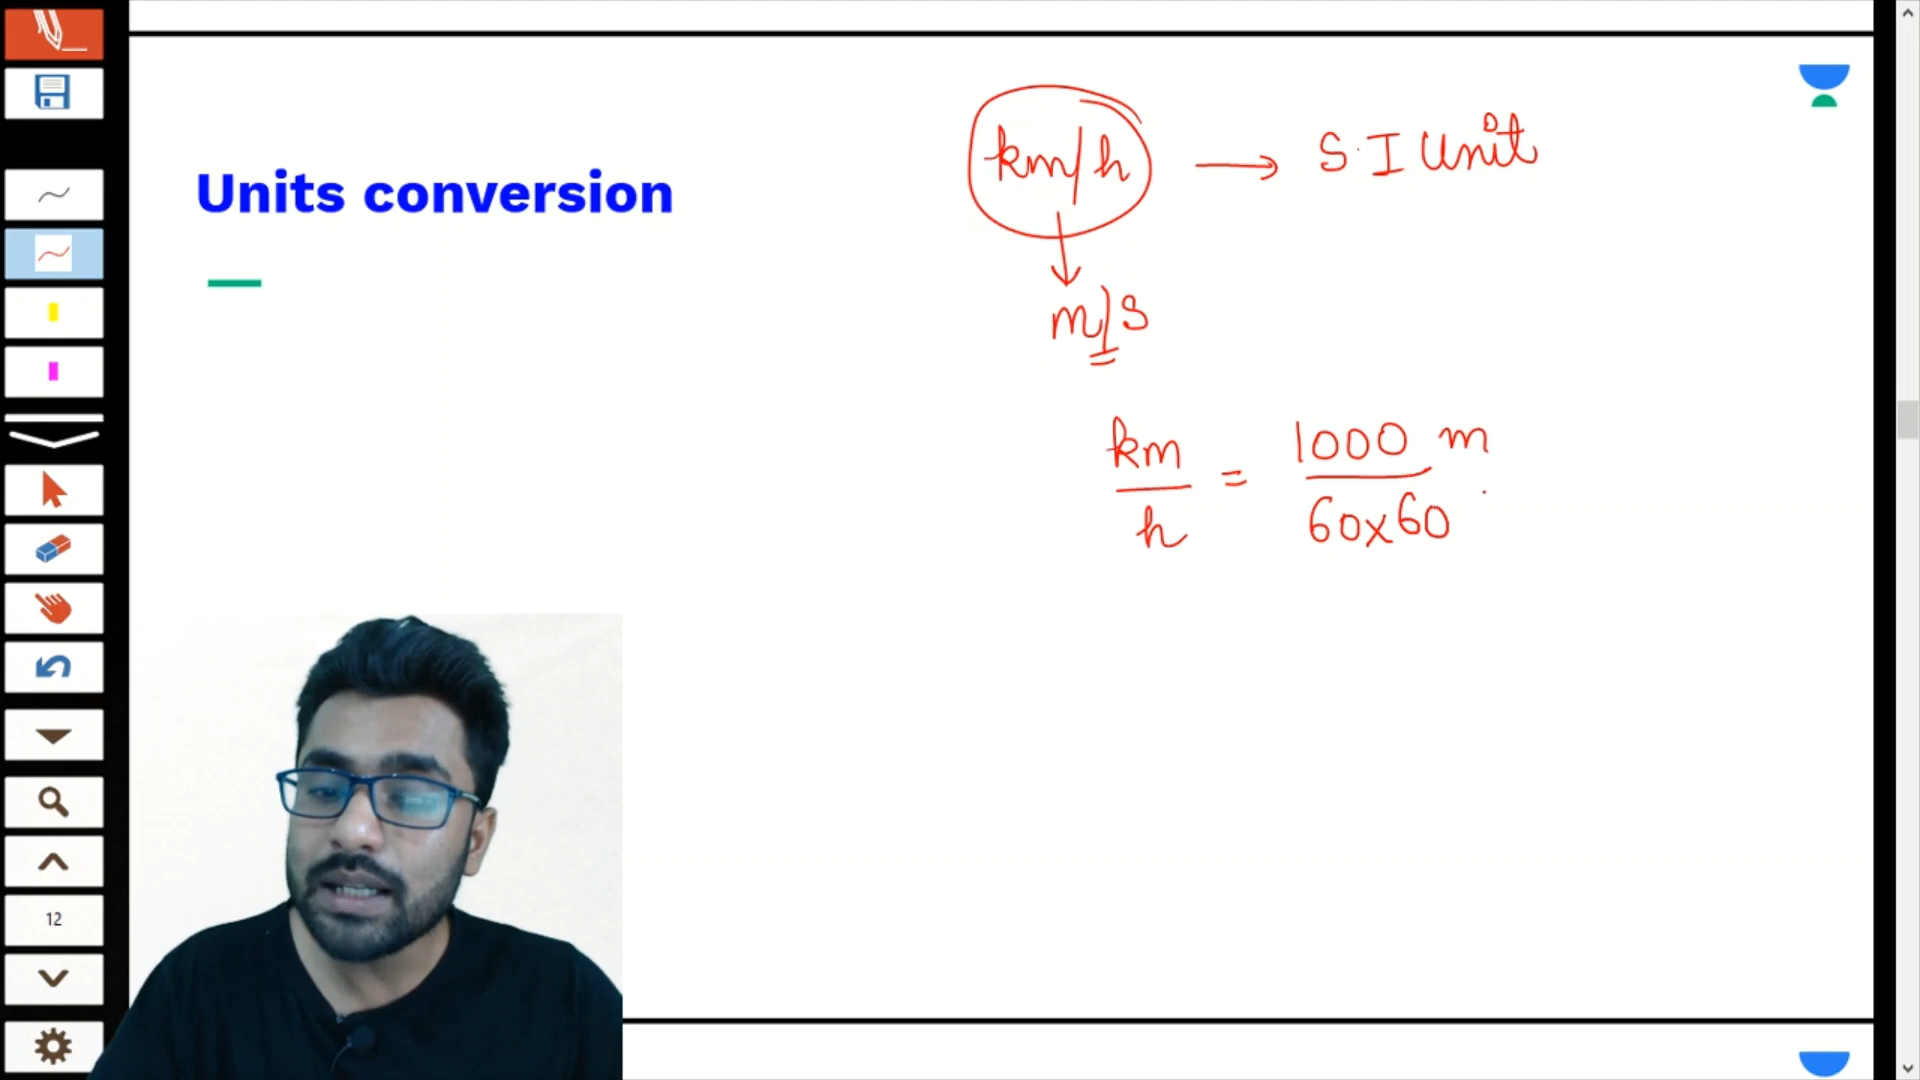 km/h → S.I Unit
Units conversion
m/s
km/h = 1000 m/60x60
12